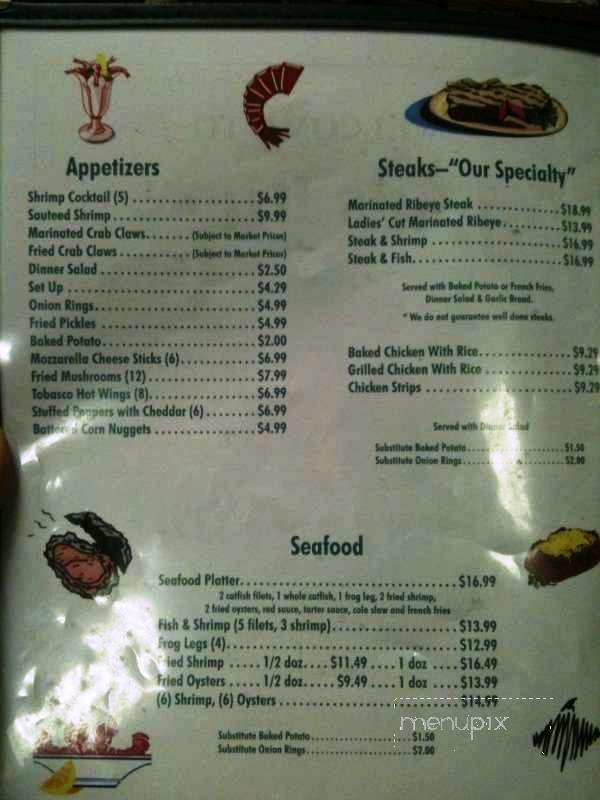 Appetizers
Shrimp Cocktail (5) ..................... $6.99
Sauteed Shrimp ........................ $9.99
Marinated Crab Claws........ (Subject to Market Prices)
Fried Crab Claws ............ (Subject to Market Prices)
Dinner Salad .......................... $2.50
Set Up ................................ $4.29
Onion Rings........................... $4.99
Fried Pickles .......................... $4.99
Baked Potato.......................... $2.00
Mozzarella Cheese Sticks (6)............. $6.99
Fried Mushrooms (12) .................. $7.99
Tobasco Hot Wings (8)................... $6.99
Stuffed Peppers with Cheddar (6) ......... $6.99
Battered Corn Nuggets .................. $4.99
Steaks–"Our Specialty"
Marinated Ribeye Steak ............. $18.99
Ladies' Cut Marinated Ribeye......... $13.99
Steak & Shrimp ..................... $16.99
Steak & Fish........................ $16.99
Served with Baked Potato or French Fries,
Dinner Salad & Garlic Bread.
* We do not guarantee well done steaks.
Baked Chicken With Rice.............. $9.29
Grilled Chicken With Rice ............. $9.29
Chicken Strips ....................... $9.29
Served with Dinner Salad
Substitute Baked Potato................... $1.50
Substitute Onion Rings.................... $2.00
Seafood
Seafood Platter.................................. $16.99
2 catfish filets, 1 whole catfish, 1 frog leg, 2 fried shrimp,
2 fried oysters, red sauce, tarter sauce, cole slaw and french fries
Fish & Shrimp (5 filets, 3 shrimp)................... $13.99
Frog Legs (4).................................... $12.99
Fried Shrimp ..... 1/2 doz.... $11.49 .... 1 doz ..... $16.49
Fried Oysters ..... 1/2 doz..... $9.49 .... 1 doz ..... $13.99
(6) Shrimp, (6) Oysters ........................... $14.99
Substitute Baked Potato......................... $1.50
Substitute Onion Rings.......................... $2.00
menupix